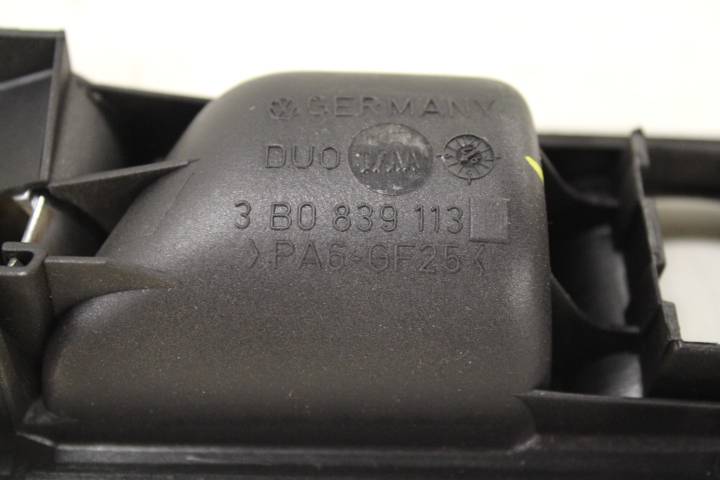 GERMANY
DUO
3 B0 839 113
>PA6-GF25<